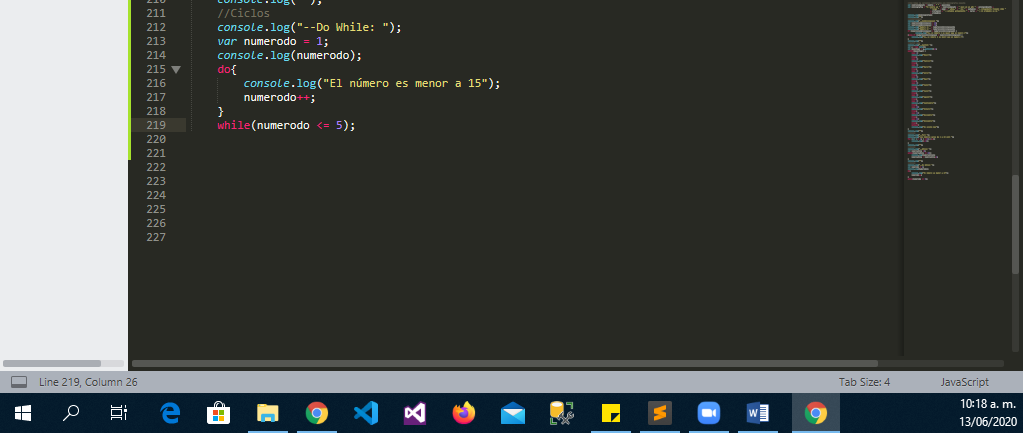 210 console.log(" ");
211 //Ciclos
212 console.log("--Do While: ");
213 var numerodo = 1;
214 console.log(numerodo);
215 do{
216 console.log("El número es menor a 15");
217 numerodo++;
218 }
219 while(numerodo <= 5);
220
221
222
223
224
225
226
227
Line 219, Column 26 Tab Size: 4 JavaScript
10:18 a. m.
13/06/2020